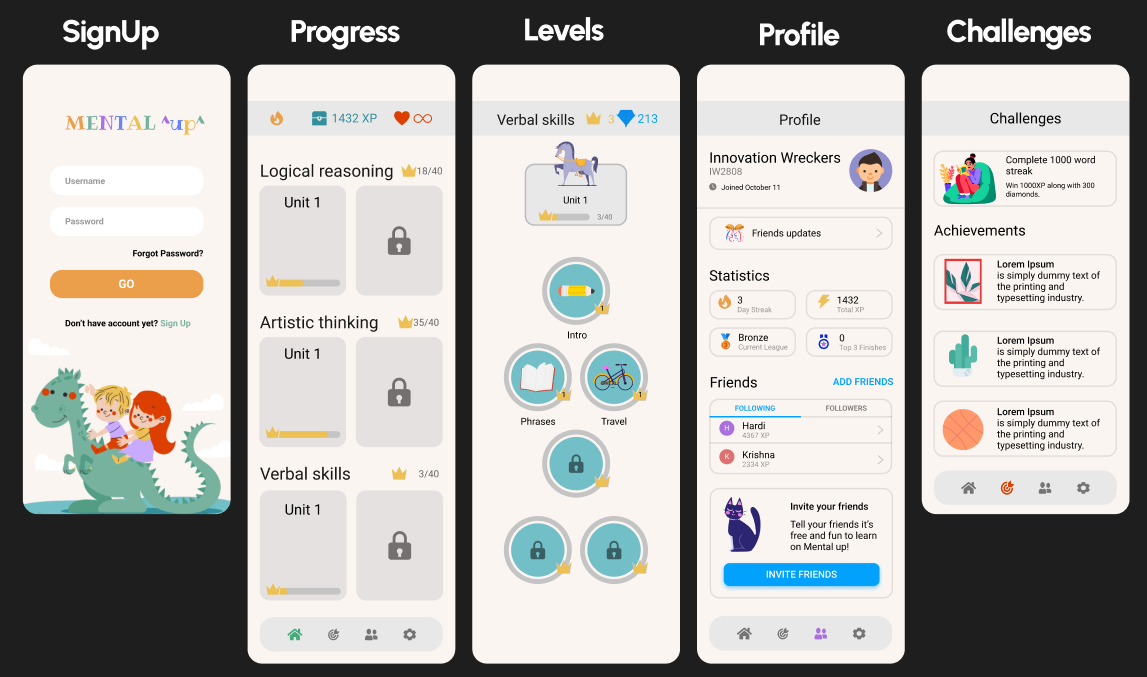 SignUp
MENTAL ^up^
Username
Password
Forgot Password?
GO
Don't have account yet? Sign Up
Progress
1432 XP
Logical reasoning
18/40
Unit 1
Artistic thinking
35/40
Unit 1
Verbal skills
3/40
Unit 1
Levels
Verbal skills
3
213
Unit 1
3/40
1
Intro
1
1
Phrases
Travel
Profile
Profile
Innovation Wreckers
IW2808
Joined October 11
Friends updates
Statistics
3
Day Streak
1432
Total XP
Bronze
Current League
0
Top 3 Finishes
Friends
ADD FRIENDS
FOLLOWING
FOLLOWERS
H
Hardi
4367 XP
K
Krishna
2334 XP
Invite your friends
Tell your friends it's
free and fun to learn
on Mental up!
INVITE FRIENDS
Challenges
Challenges
Complete 1000 word
streak
Win 1000XP along with 300
diamonds.
Achievements
Lorem Ipsum
is simply dummy text of
the printing and
typesetting industry.
Lorem Ipsum
is simply dummy text of
the printing and
typesetting industry.
Lorem Ipsum
is simply dummy text of
the printing and
typesetting industry.